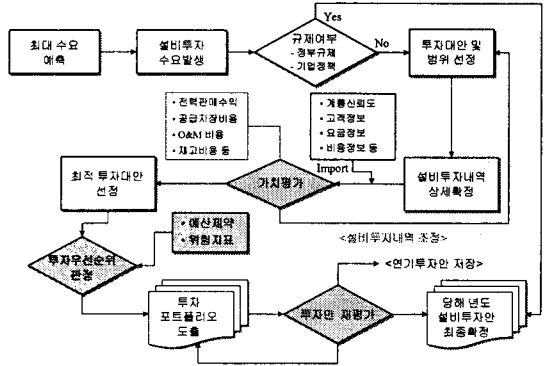 Yes
최대 수요
예측
설비투자
수요발생
규제여부
- 정부규제
- 기업정책
No
투자대안 및
범위 선정
• 전력판매수익
• 공급지장비용
• O&M 비용
• 재고비용 등
• 계통신뢰도
• 고객정보
• 요금정보
• 비용정보 등
Import
최적 투자대안
선정
가치평가
설비투자내역
상세확정
• 예산제약
• 위험지표
<설비투자내역 조정>
투자우선순위
판정
<연기투자안 저장>
투자
포트폴리오
도출
투자안 재평가
당해 년도
설비투자안
최종확정